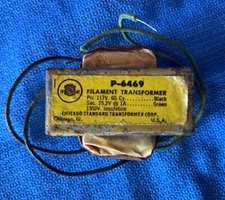 P-6469
FILAMENT TRANSFORMER
Pri. 117V. 60 Cy. Black
Sec. 25.2V @ 1A Green
1500V. Insulation
CHICAGO STANDARD TRANSFORMER CORP.
Chicago, Ill. U.S.A.